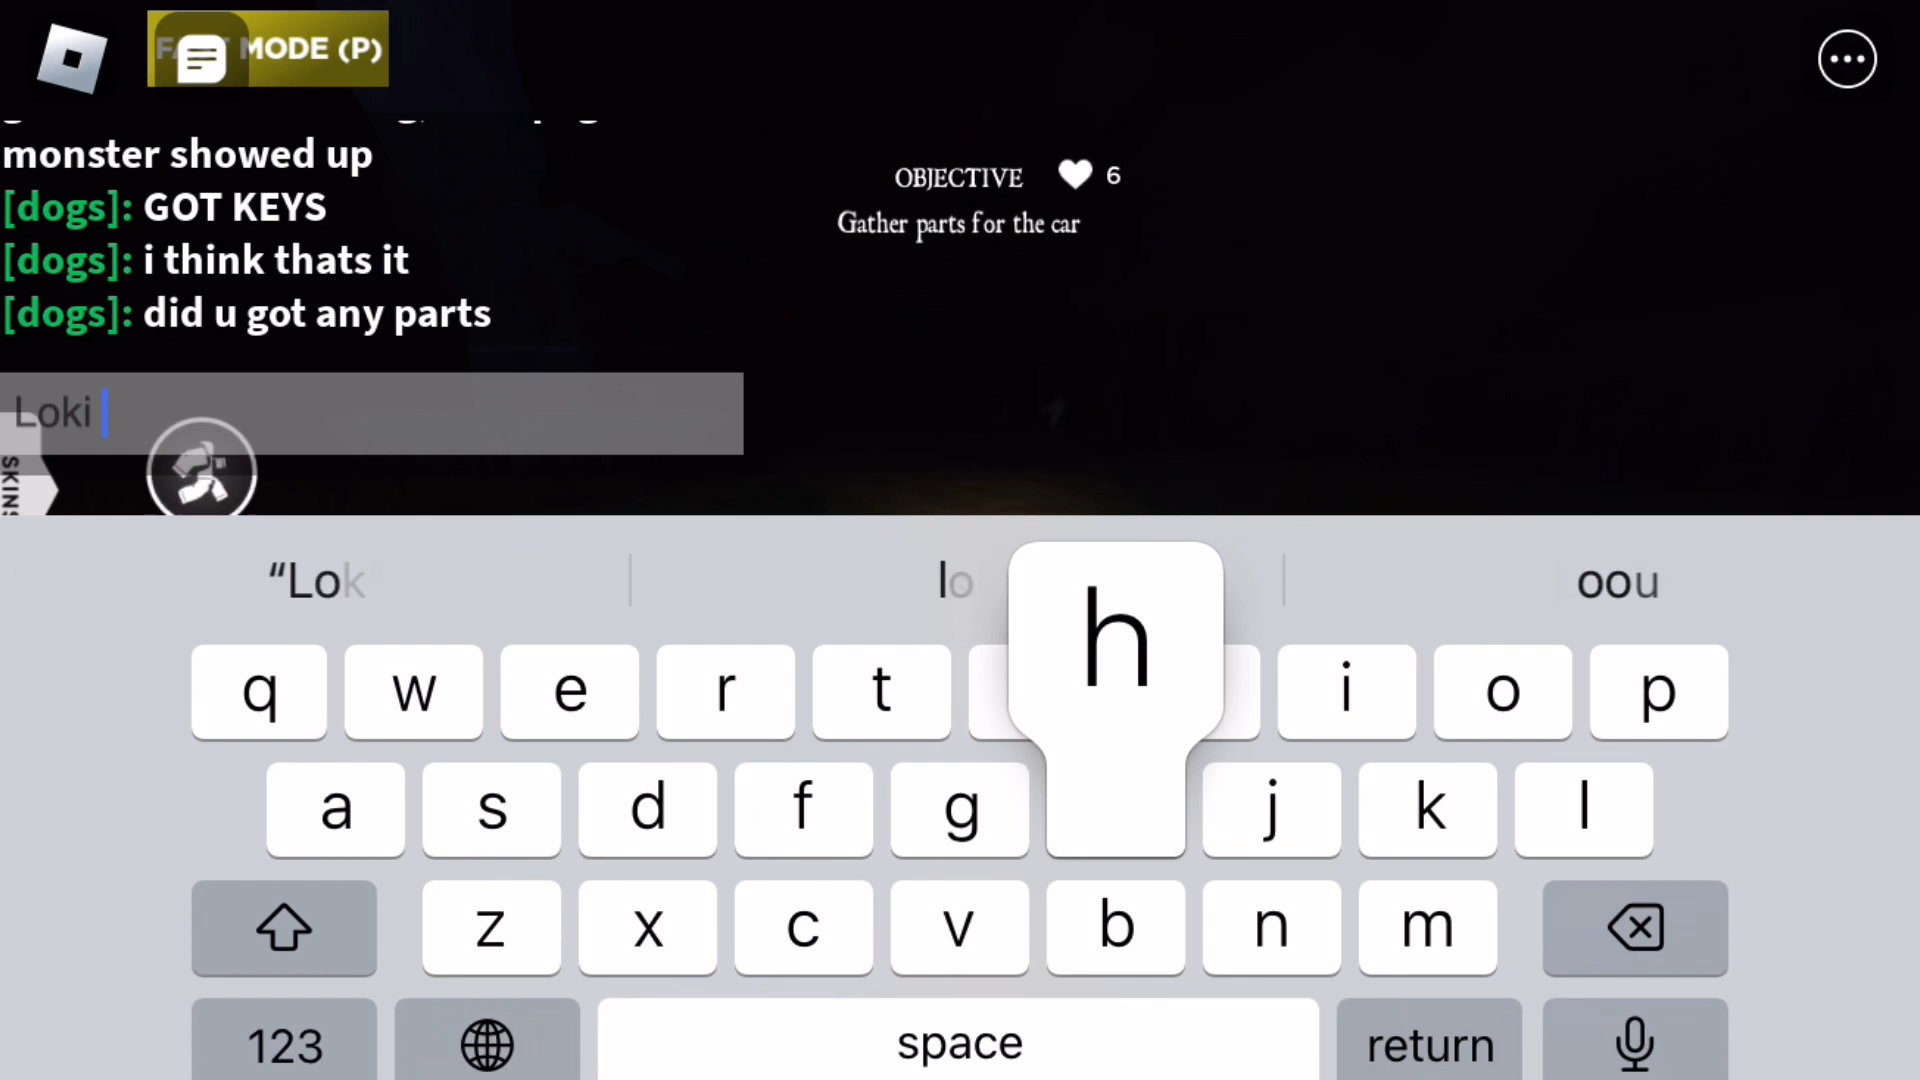 MODE (P)
monster showed up
[dogs]: GOT KEYS
[dogs]: i think thats it
[dogs]: did u got any parts
OBJECTIVE 6
Gather parts for the car
Loki
SKINS
“Lok” lo oou
h
q w e r t i o p
a s d f g j k l
z x c v b n m
123 space return